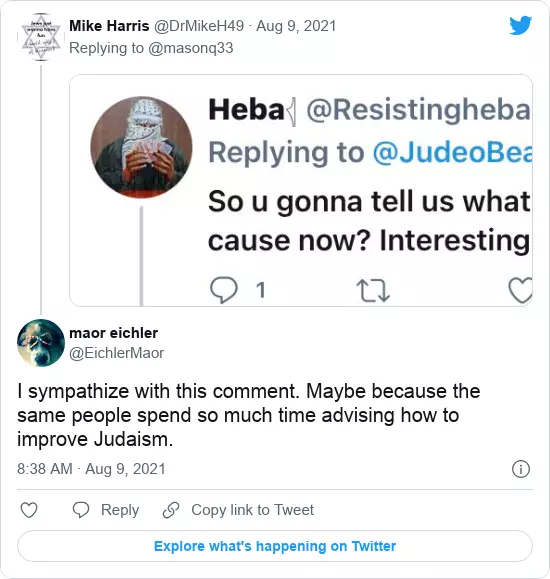 Mike Harris @DrMikeH49 · Aug 9, 2021
Replying to @masonq33
Heba @Resistingheba
Replying to @JudeoBea
So u gonna tell us what
cause now? Interesting
1
maor eichler
@EichlerMaor
I sympathize with this comment. Maybe because the
same people spend so much time advising how to
improve Judaism.
8:38 AM · Aug 9, 2021
Reply
Copy link to Tweet
Explore what's happening on Twitter